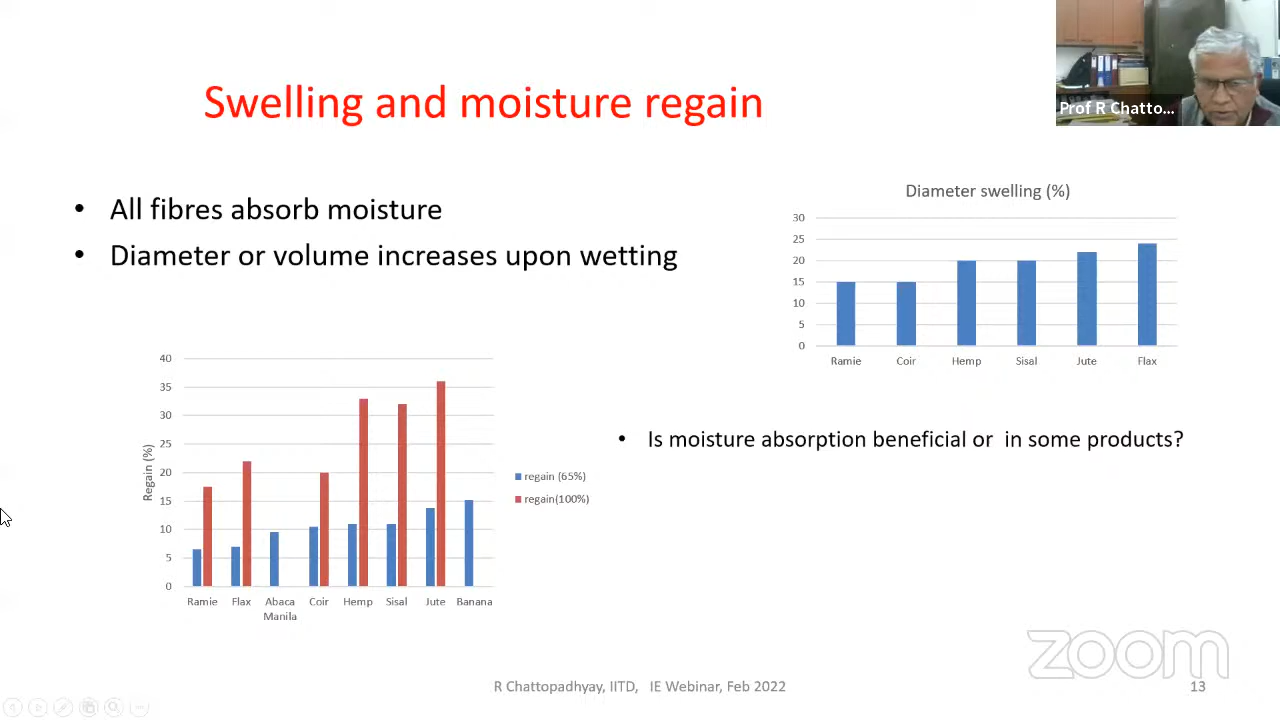 Prof R Chatto...
Swelling and moisture regain
• All fibres absorb moisture
• Diameter or volume increases upon wetting
Diameter swelling (%)
30
25
20
15
10
5
0
Ramie Coir Hemp Sisal Jute Flax
40
35
30
25
20
15
10
5
0
Regain (%)
Ramie Flax Abaca Coir Hemp Sisal Jute Banana
Manila
regain (65%)
regain(100%)
• Is moisture absorption beneficial or in some products?
zoom
R Chattopadhyay, IITD, IE Webinar, Feb 2022
13